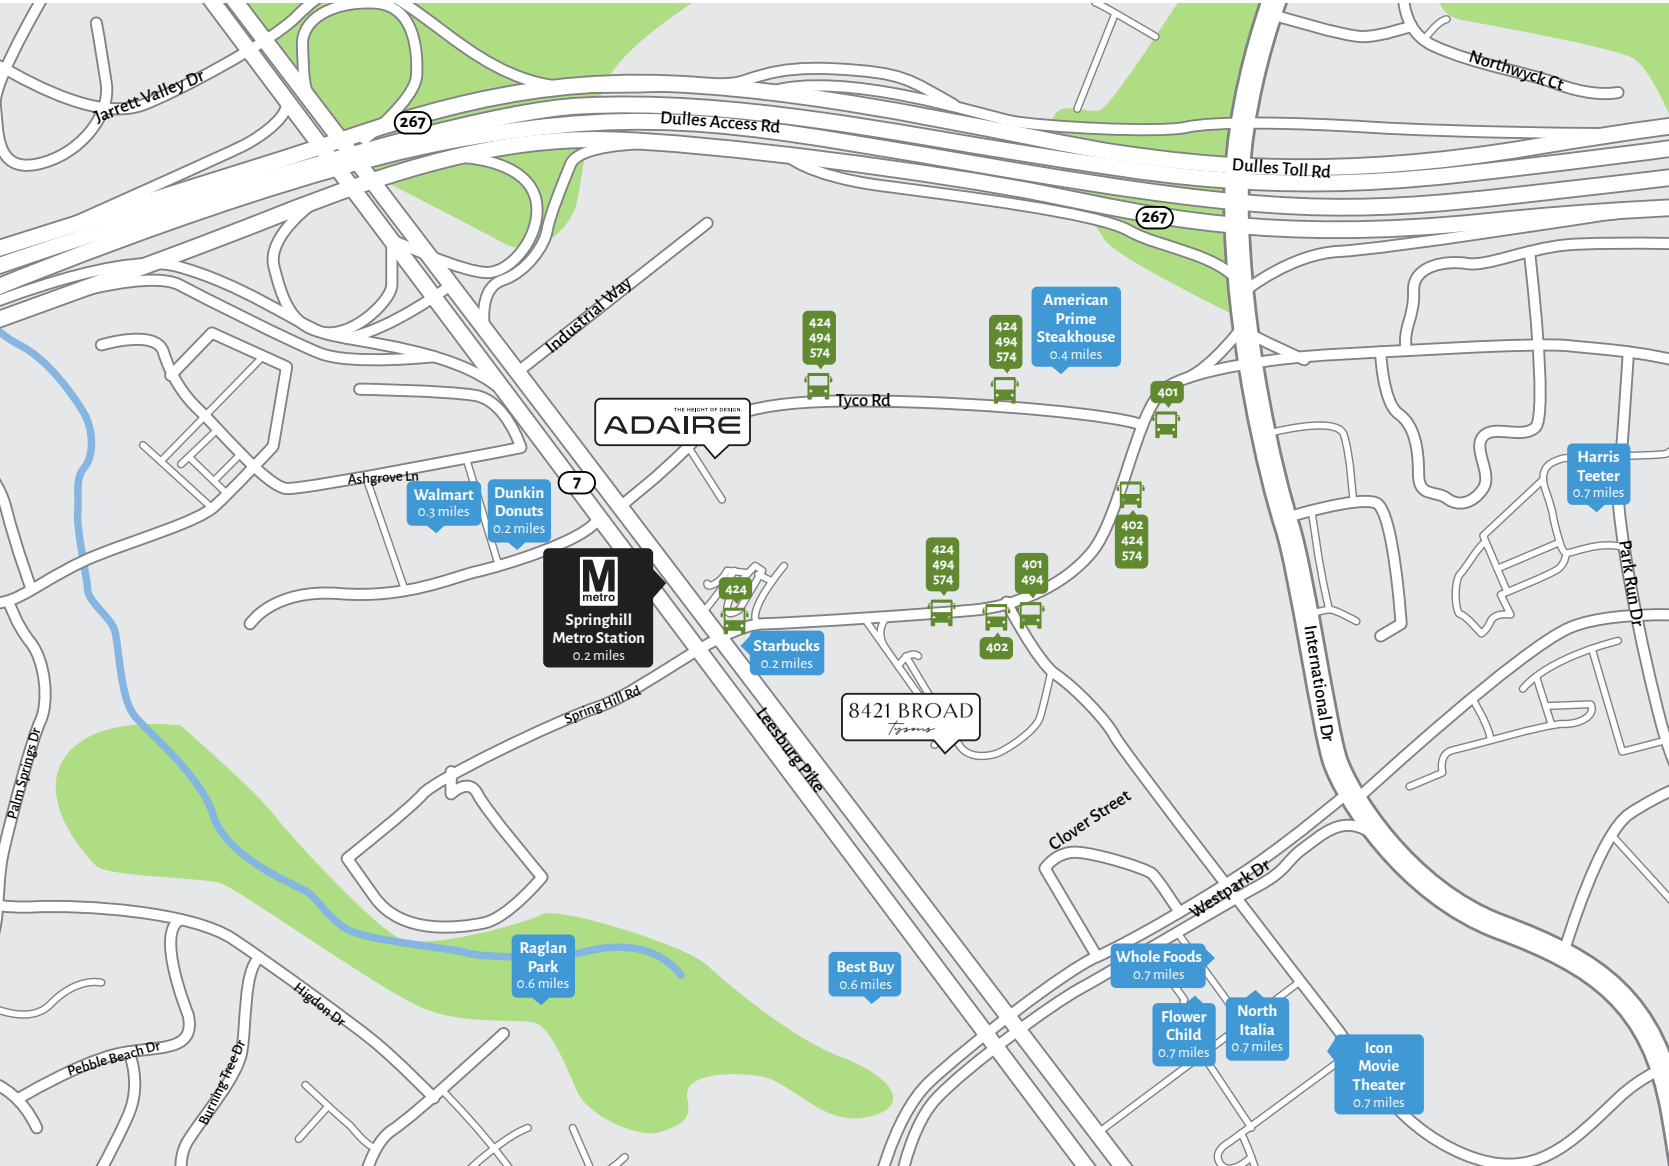 Northwyck Ct
Jarrett Valley Dr
267
Dulles Access Rd
Dulles Toll Rd
267
Industrial Way
American
Prime
Steakhouse
0.4 miles
424
494
574
424
494
574
Tyco Rd
401
THE HEIGHT OF DESIGN.
ADAIRE
Harris
Teeter
0.7 miles
Ashgrove Ln
7
Walmart
0.3 miles
Dunkin
Donuts
0.2 miles
402
424
574
424
494
574
401
494
Park Run Dr
M
metro
Springhill
Metro Station
0.2 miles
424
402
Starbucks
0.2 miles
International Dr
Spring Hill Rd
8421 BROAD
Tysons
Leesburg Pike
Palm Springs Dr
Clover Street
Westpark Dr
Raglan
Park
0.6 miles
Best Buy
0.6 miles
Whole Foods
0.7 miles
Higdon Dr
Flower
Child
0.7 miles
North
Italia
0.7 miles
Icon
Movie
Theater
0.7 miles
Pebble Beach Dr
Burning Tree Dr